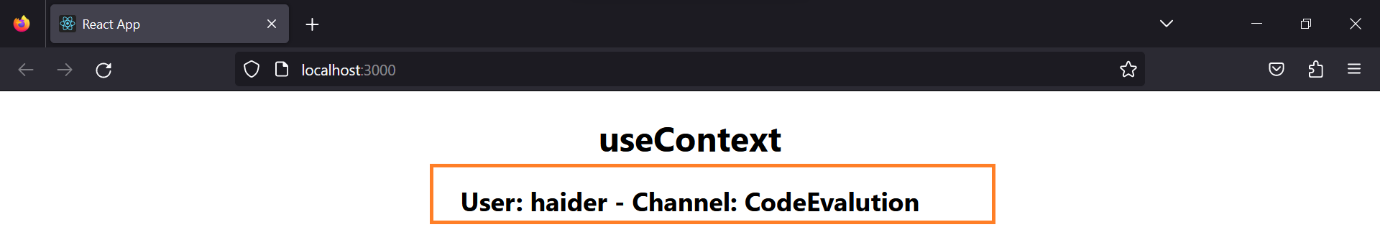 React App
localhost:3000
useContext
User: haider - Channel: CodeEvalution